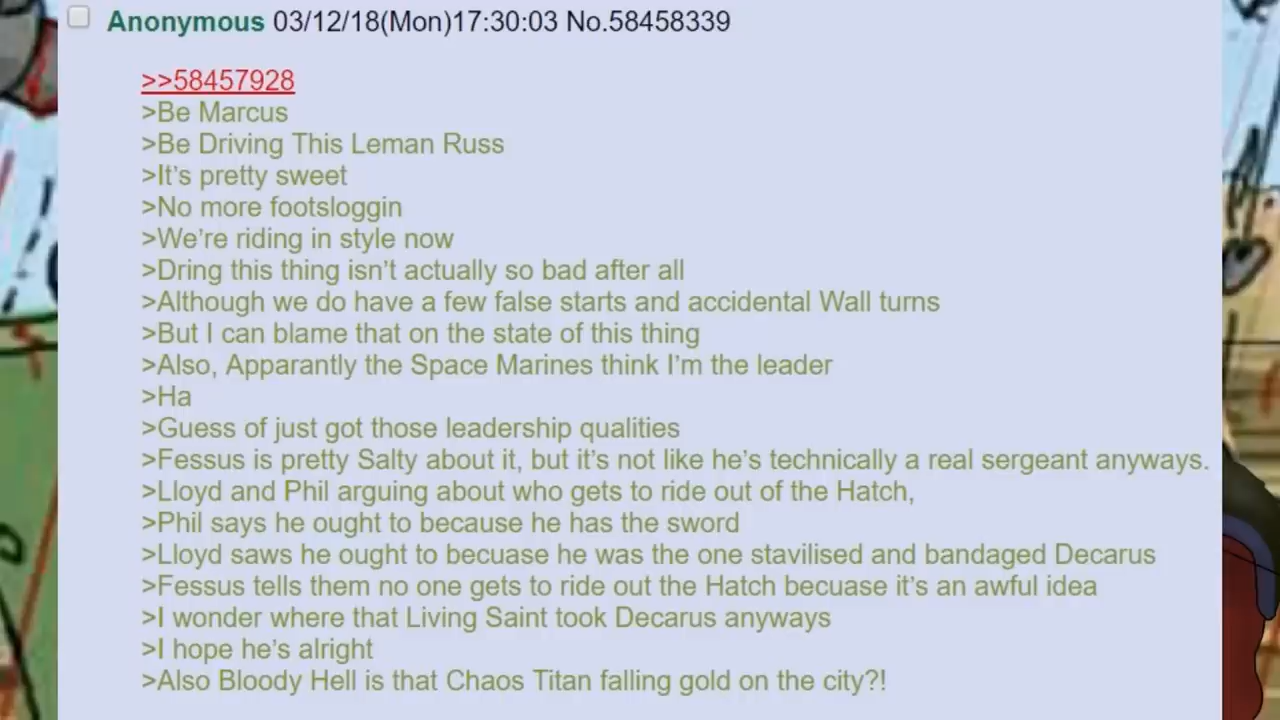 Anonymous 03/12/18(Mon)17:30:03 No.58458339
>>58457928
>Be Marcus
>Be Driving This Leman Russ
>It's pretty sweet
>No more footsloggin
>We're riding in style now
>Dring this thing isn't actually so bad after all
>Although we do have a few false starts and accidental Wall turns
>But I can blame that on the state of this thing
>Also, Apparantly the Space Marines think I'm the leader
>Ha
>Guess of just got those leadership qualities
>Fessus is pretty Salty about it, but it's not like he's technically a real sergeant anyways.
>Lloyd and Phil arguing about who gets to ride out of the Hatch,
>Phil says he ought to because he has the sword
>Lloyd saws he ought to becuase he was the one stavilised and bandaged Decarus
>Fessus tells them no one gets to ride out the Hatch becuase it's an awful idea
>I wonder where that Living Saint took Decarus anyways
>I hope he's alright
>Also Bloody Hell is that Chaos Titan falling gold on the city?!